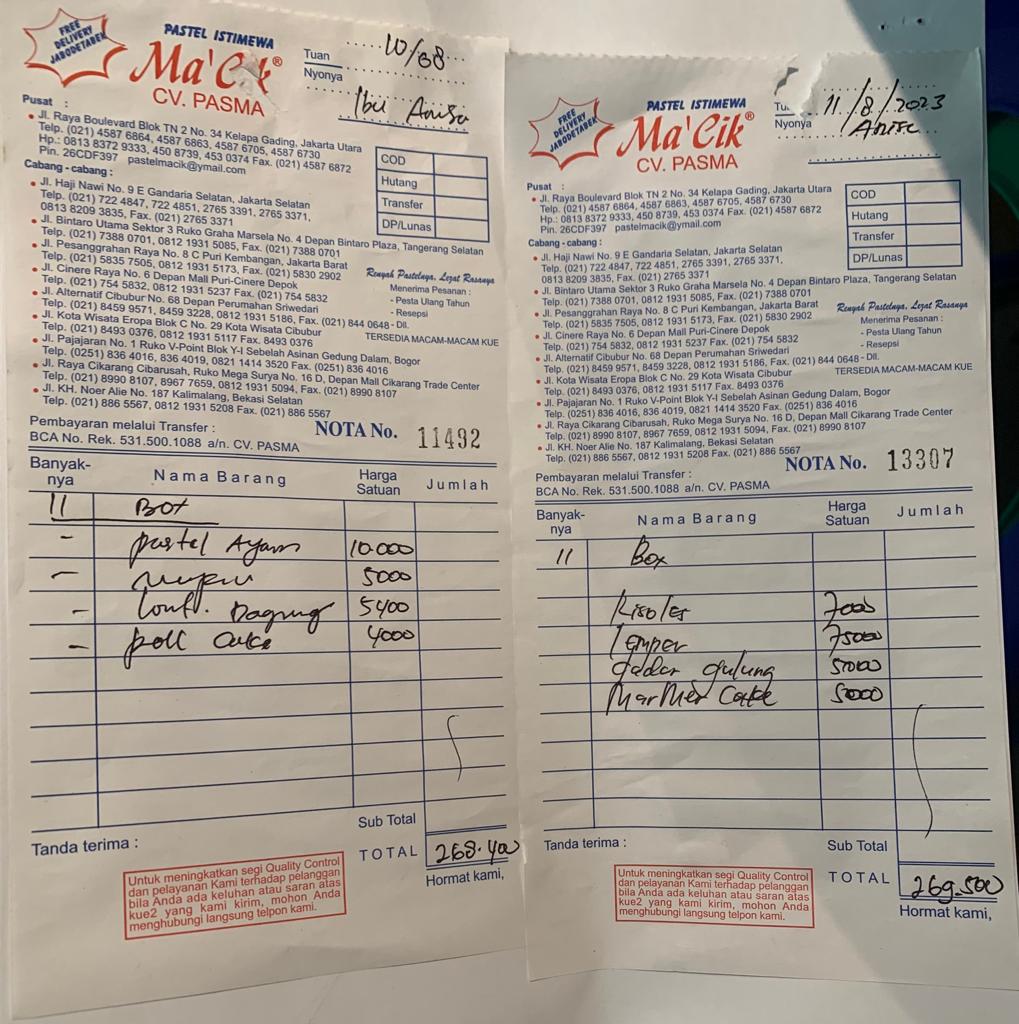 FREE
DELIVERY
JABODETABEK
PASTEL ISTIMEWA
Ma'Cik®
CV. PASMA
Tuan
10/08
Nyonya
Ibu Anisa
Pusat :
• Jl. Raya Boulevard Blok TN 2 No. 34 Kelapa Gading, Jakarta Utara
Telp. (021) 4587 6864, 4587 6863, 4587 6705, 4587 6730
Hp.: 0813 8372 9333, 450 8739, 453 0374 Fax. (021) 4587 6872
Pin. 26CDF397 pastelmacik@ymail.com
COD
Hutang
Transfer
DP/Lunas
Cabang - cabang :
• Jl. Haji Nawi No. 9 E Gandaria Selatan, Jakarta Selatan
Telp. (021) 722 4847, 722 4851, 2765 3391, 2765 3371,
0813 8209 3835, Fax. (021) 2765 3371
• Jl. Bintaro Utama Sektor 3 Ruko Graha Marsela No. 4 Depan Bintaro Plaza, Tangerang Selatan
Telp. (021) 7388 0701, 0812 1931 5085, Fax. (021) 7388 0701
• Jl. Pesanggrahan Raya No. 8 C Puri Kembangan, Jakarta Barat
Telp. (021) 5835 7505, 0812 1931 5173, Fax. (021) 5830 2902
• Jl. Cinere Raya No. 6 Depan Mall Puri-Cinere Depok
Telp. (021) 754 5832, 0812 1931 5237 Fax. (021) 754 5832
• Jl. Alternatif Cibubur No. 68 Depan Perumahan Sriwedari
Telp. (021) 8459 9571, 8459 3228, 0812 1931 5186, Fax. (021) 844 0648
• Jl. Kota Wisata Eropa Blok C No. 29 Kota Wisata Cibubur
Telp. (021) 8493 0376, 0812 1931 5117 Fax. 8493 0376
• Jl. Pajajaran No. 1 Ruko V-Point Blok Y-I Sebelah Asinan Gedung Dalam, Bogor
Telp. (0251) 836 4016, 836 4019, 0821 1414 3520 Fax. (0251) 836 4016
• Jl. Raya Cikarang Cibarusah, Ruko Mega Surya No. 16 D, Depan Mall Cikarang Trade Center
Telp. (021) 8990 8107, 8967 7659, 0812 1931 5094, Fax. (021) 8990 8107
• JL. KH. Noer Alie No. 187 Kalimalang, Bekasi Selatan
Telp. (021) 886 5567, 0812 1931 5208 Fax. (021) 886 5567
Renyah Pastelnya, Lezat Rasanya
Menerima Pesanan :
- Pesta Ulang Tahun
- Resepsi
- Dll.
TERSEDIA MACAM-MACAM KUE
Pembayaran melalui Transfer :
BCA No. Rek. 531.500.1088 a/n. CV. PASMA
NOTA No. 11492
Banyak-nya Nama Barang Harga Satuan Jumlah
11 Box
- pastel Ayam 10.000
- 5000
- Dagung 5400
- poll cake 4000
Sub Total
Tanda terima :
TOTAL 268.400
Hormat kami,
Untuk meningkatkan segi Quality Control
dan pelayanan Kami terhadap pelanggan
bila Anda ada keluhan atau saran atas
kue2 yang kami kirim, mohon Anda
menghubungi langsung telpon kami.
FREE
DELIVERY
JABODETABEK
PASTEL ISTIMEWA
Ma'Cik®
CV. PASMA
11/8/2023
Nyonya
Pusat :
• Jl. Raya Boulevard Blok TN 2 No. 34 Kelapa Gading, Jakarta Utara
Telp. (021) 4587 6864, 4587 6863, 4587 6705, 4587 6730
Hp.: 0813 8372 9333, 450 8739, 453 0374 Fax. (021) 4587 6872
Pin. 26CDF397 pastelmacik@ymail.com
COD
Hutang
Transfer
DP/Lunas
Cabang - cabang :
• Jl. Haji Nawi No. 9 E Gandaria Selatan, Jakarta Selatan
Telp. (021) 722 4847, 722 4851, 2765 3391, 2765 3371,
0813 8209 3835, Fax. (021) 2765 3371
• Jl. Bintaro Utama Sektor 3 Ruko Graha Marsela No. 4 Depan Bintaro Plaza, Tangerang Selatan
Telp. (021) 7388 0701, 0812 1931 5085, Fax. (021) 7388 0701
• Jl. Pesanggrahan Raya No. 8 C Puri Kembangan, Jakarta Barat
Telp. (021) 5835 7505, 0812 1931 5173, Fax. (021) 5830 2902
• Jl. Cinere Raya No. 6 Depan Mall Puri-Cinere Depok
Telp. (021) 754 5832, 0812 1931 5237 Fax. (021) 754 5832
• Jl. Alternatif Cibubur No. 68 Depan Perumahan Sriwedari
Telp. (021) 8459 9571, 8459 3228, 0812 1931 5186, Fax. (021) 844 0648
• Jl. Kota Wisata Eropa Blok C No. 29 Kota Wisata Cibubur
Telp. (021) 8493 0376, 0812 1931 5117 Fax. 8493 0376
• Jl. Pajajaran No. 1 Ruko V-Point Blok Y-I Sebelah Asinan Gedung Dalam, Bogor
Telp. (0251) 836 4016, 836 4019, 0821 1414 3520 Fax. (0251) 836 4016
• Jl. Raya Cikarang Cibarusah, Ruko Mega Surya No. 16 D, Depan Mall Cikarang Trade Center
Telp. (021) 8990 8107, 8967 7659, 0812 1931 5094, Fax. (021) 8990 8107
• JL. KH. Noer Alie No. 187 Kalimalang, Bekasi Selatan
Telp. (021) 886 5567, 0812 1931 5208 Fax. (021) 886 5567
Renyah Pastelnya, Lezat Rasanya
Menerima Pesanan :
- Pesta Ulang Tahun
- Resepsi
- Dll.
TERSEDIA MACAM-MACAM KUE
NOTA No. 13307
Pembayaran melalui Transfer :
BCA No. Rek. 531.500.1088 a/n. CV. PASMA
Banyak-nya Nama Barang Harga Satuan Jumlah
11 Box
Risoles 7000
Lemper 75000
dadar gulung 5000
MarMer Cake 5000
Sub Total
Tanda terima :
TOTAL 269.500
Hormat kami,
Untuk meningkatkan segi Quality Control
dan pelayanan Kami terhadap pelanggan
bila Anda ada keluhan atau saran atas
kue2 yang kami kirim, mohon Anda
menghubungi langsung telpon kami.